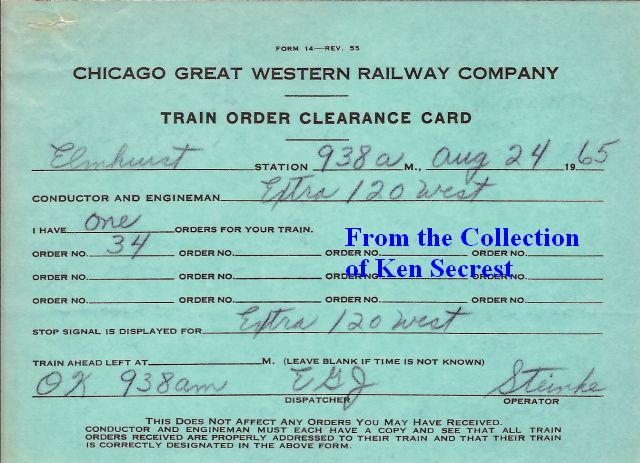 FORM 14—REV. 55
CHICAGO GREAT WESTERN RAILWAY COMPANY
TRAIN ORDER CLEARANCE CARD
Elmhurst STATION 938a M., Aug 24 1965
CONDUCTOR AND ENGINEMAN Extra 120 West
I HAVE one ORDERS FOR YOUR TRAIN.
From the Collection
ORDER NO. 34 ORDER NO. ORDER NO. ORDER NO.
of Ken Secrest
ORDER NO. ORDER NO. ORDER NO. ORDER NO.
ORDER NO. ORDER NO. ORDER NO. ORDER NO.
STOP SIGNAL IS DISPLAYED FOR Extra 120 West
TRAIN AHEAD LEFT AT M. (LEAVE BLANK IF TIME IS NOT KNOWN)
OK 938am EGJ Steinke
DISPATCHER OPERATOR
THIS DOES NOT AFFECT ANY ORDERS YOU MAY HAVE RECEIVED.
CONDUCTOR AND ENGINEMAN MUST EACH HAVE A COPY AND SEE THAT ALL TRAIN
ORDERS RECEIVED ARE PROPERLY ADDRESSED TO THEIR TRAIN AND THAT THEIR TRAIN
IS CORRECTLY DESIGNATED IN THE ABOVE FORM.